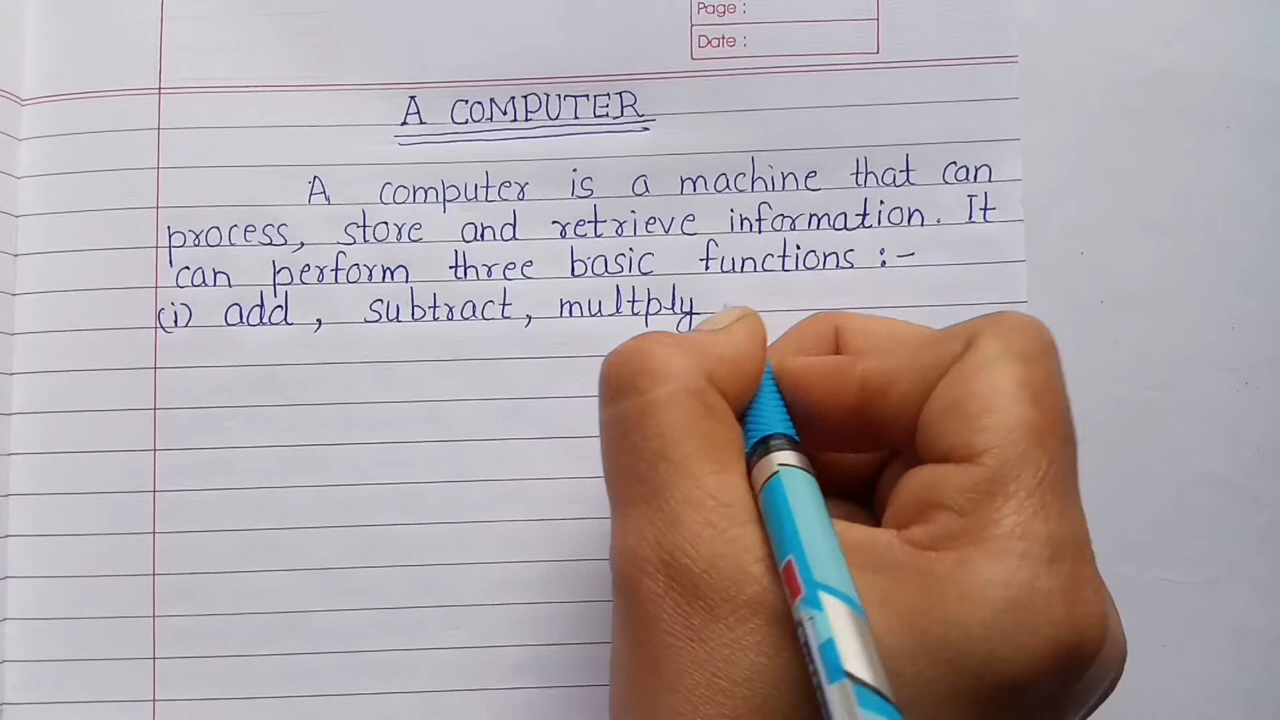 Page :
Date :
A COMPUTER
A computer is a machine that can
process, store and retrieve information. It
can perform three basic functions :-
(i) add , subtract, multply